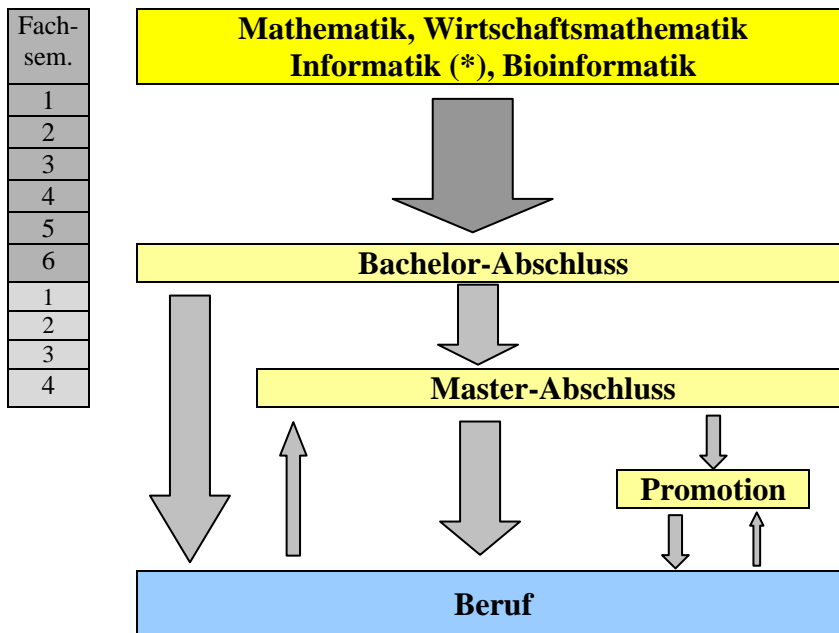 Fach-
sem.
Mathematik, Wirtschaftsmathematik
Informatik (*), Bioinformatik
1
2
3
4
5
6
Bachelor-Abschluss
1
2
3
4
Master-Abschluss
Promotion
Beruf